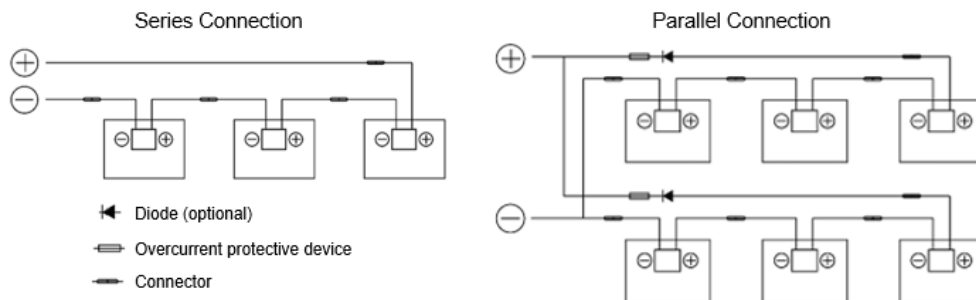 Series Connection
Parallel Connection
Diode (optional)
Overcurrent protective device
Connector